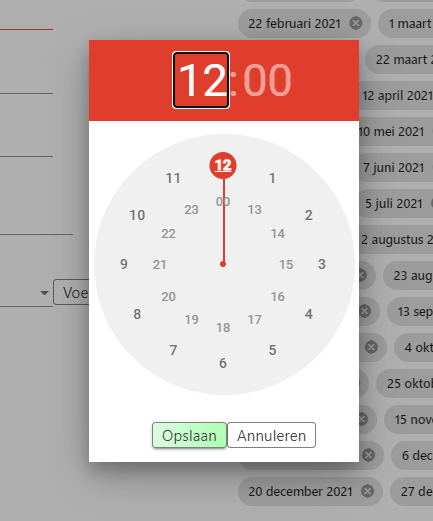 22 februari 2021
1 maart
22 maart 2
12:00
12 april 2021
10 mei 2021
7 juni 2021
5 juli 2021
2 augustus 2
23 aug
13 sep
4 okt
25 oktob
15 nove
6 dec
20 december 2021
27 de
12
11
1
00
23
13
10
2
22
14
9
21
15
3
20
16
8
4
19
17
18
7
5
6
Voe
Opslaan
Annuleren